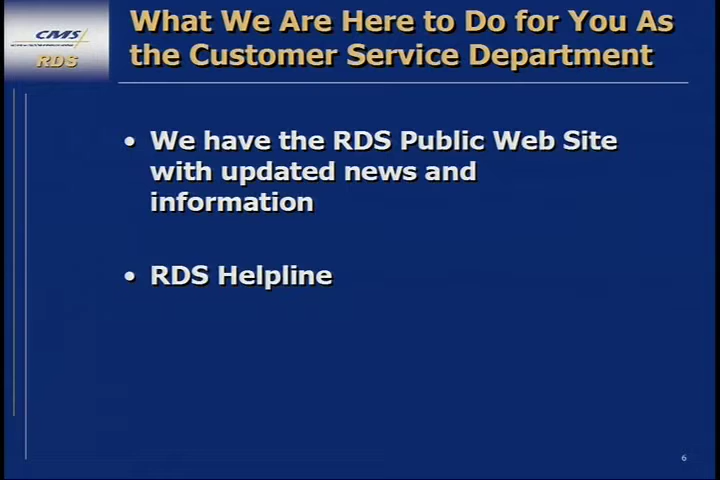 What We Are Here to Do for You As
the Customer Service Department
CMS
RDS
• We have the RDS Public Web Site
with updated news and
information
• RDS Helpline
6